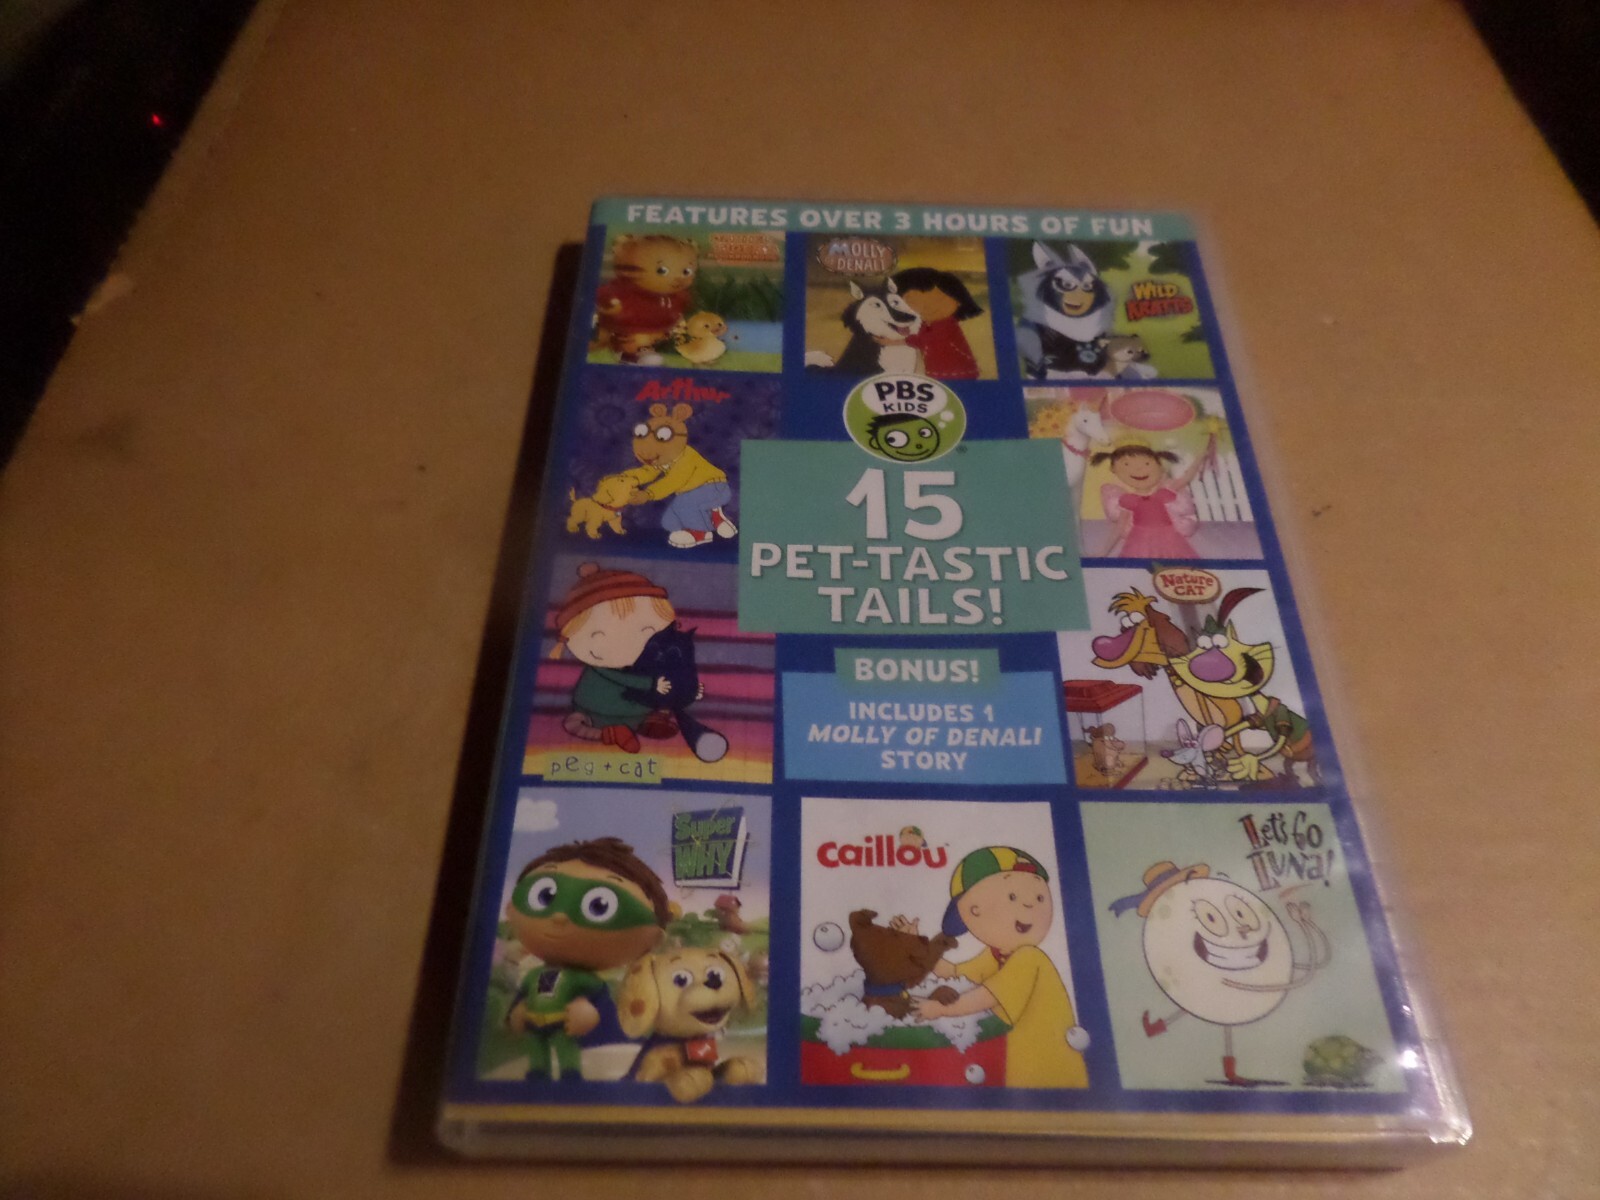 FEATURES OVER 3 HOURS OF FUN
MOLLY
OF DENALI
WILD
KRATTS
Arthur
PBS
KIDS
15
PET-TASTIC
TAILS!
Nature
CAT
BONUS!
INCLUDES 1
MOLLY OF DENALI
STORY
peg + cat
Super
WHY!
caillou
Let's Go
Luna!